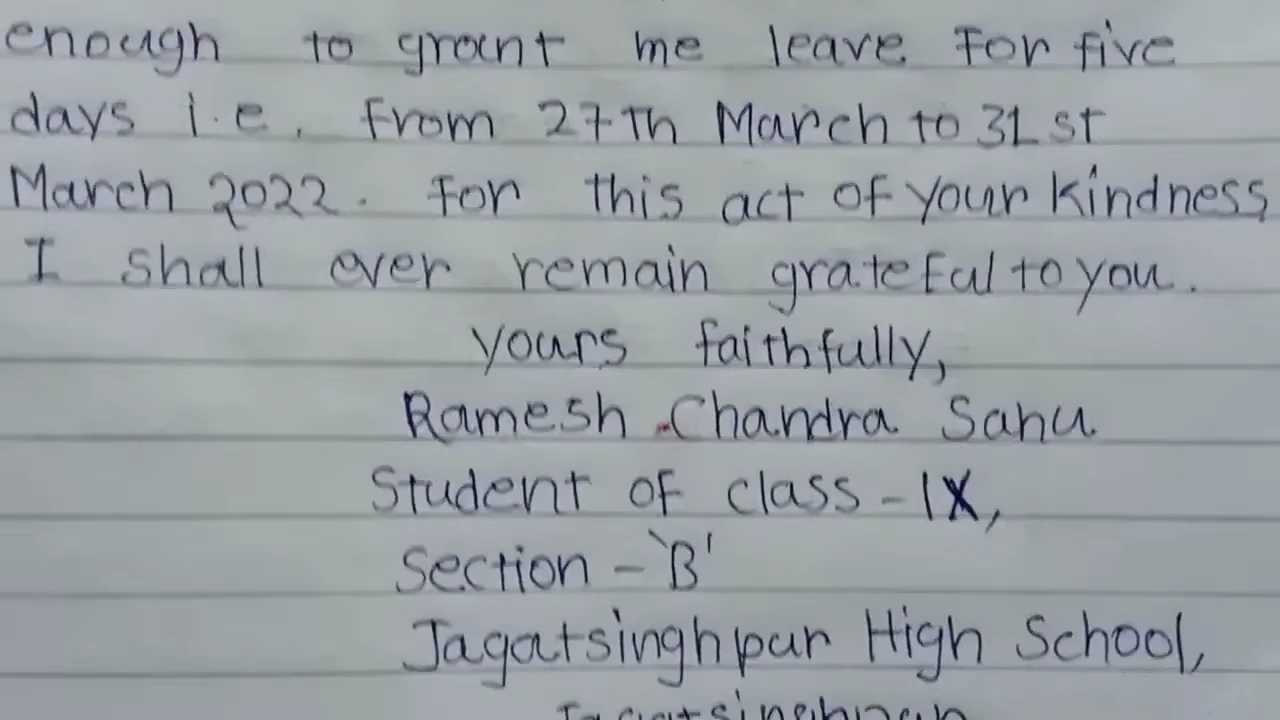 enough to grant me leave For five
days i.e. From 27th March to 31st
March 2022. For this act of your kindness,
I shall ever remain grateful to you.
yours faithfully,
Ramesh Chandra Sahu
Student of class - IX,
Section - 'B'
Jagatsinghpur High School,